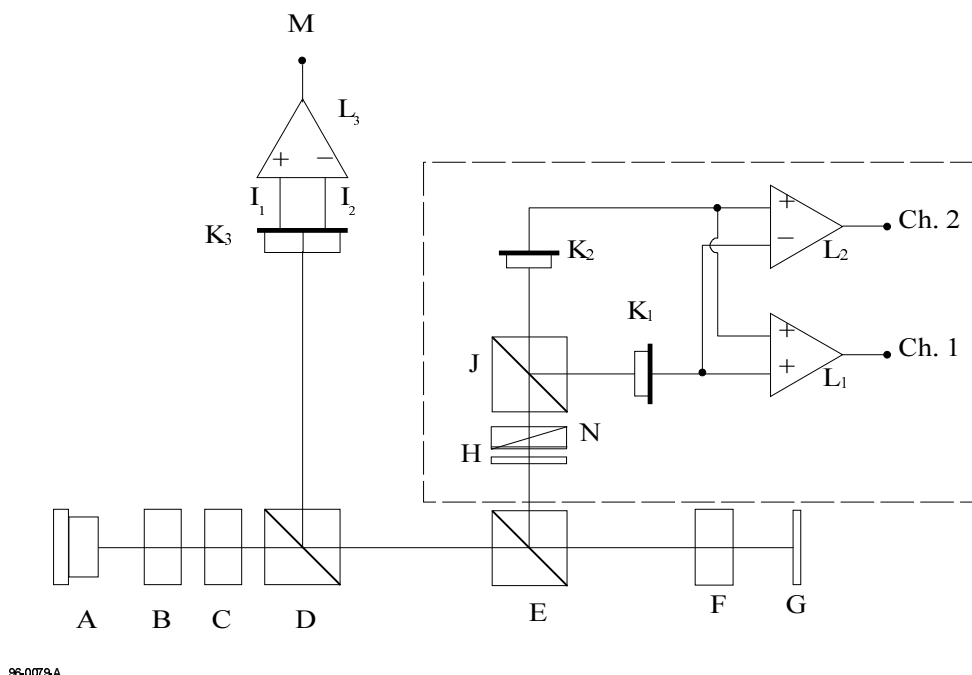 M
L3
+ −
I1 I2
K3
K2
+
−
L2
Ch. 2
K1
+
+
L1
Ch. 1
J
N
H
A B C D E F G
96-0079-A